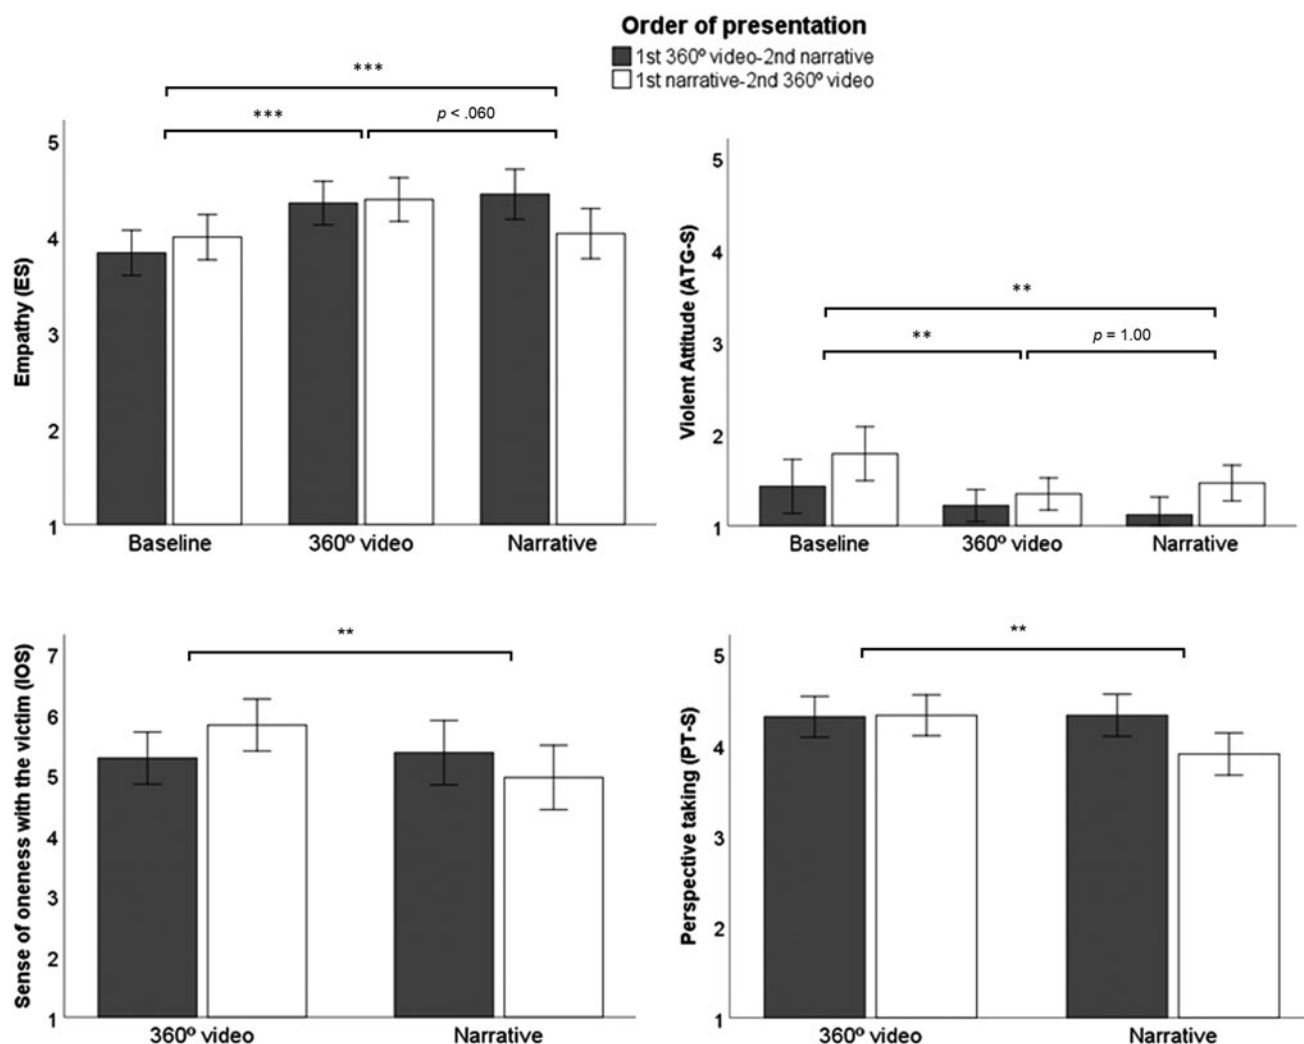 Order of presentation
1st 360º video-2nd narrative
1st narrative-2nd 360º video
***
***
p < .060
Empathy (ES)
5
4
3
2
1
Baseline
360º video
Narrative
**
**
p = 1.00
Violent Attitude (ATG-S)
5
4
3
2
1
Baseline
360º video
Narrative
**
Sense of oneness with the victim (IOS)
7
6
5
4
3
2
1
360º video
Narrative
**
Perspective taking (PT-S)
5
4
3
2
1
360º video
Narrative